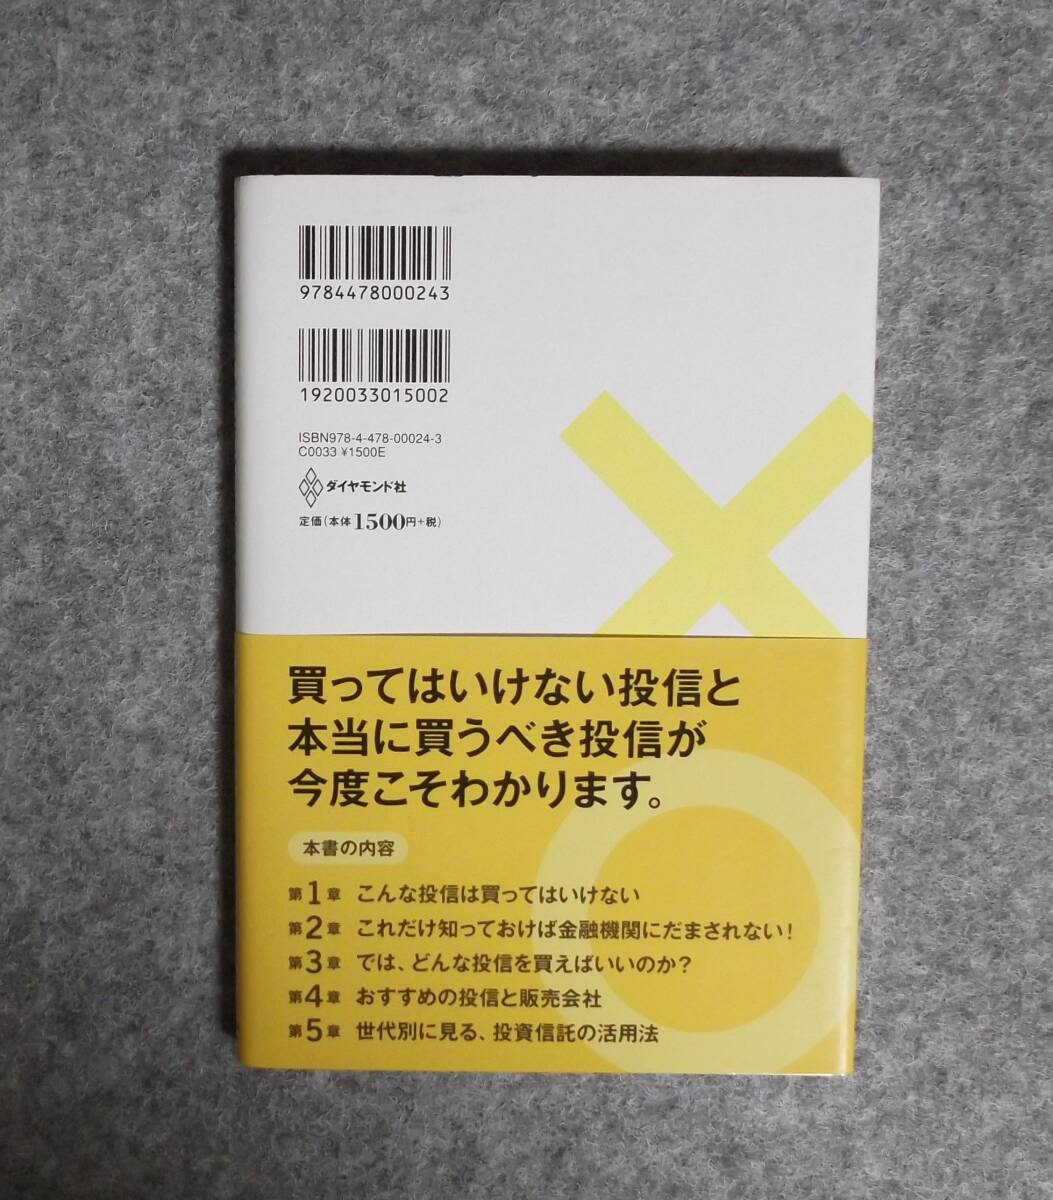 9784478000243
1920033015002
ISBN978-4-478-00024-3
C0033 ¥1500E
ダイヤモンド社
定価(本体1500円+税)
買ってはいけない投信と
本当に買うべき投信が
今度こそわかります。
本書の内容
第1章 こんな投信は買ってはいけない
第2章 これだけ知っておけば金融機関にだまされない!
第3章 では、どんな投信を買えばいいのか?
第4章 おすすめの投信と販売会社
第5章 世代別に見る、投資信託の活用法